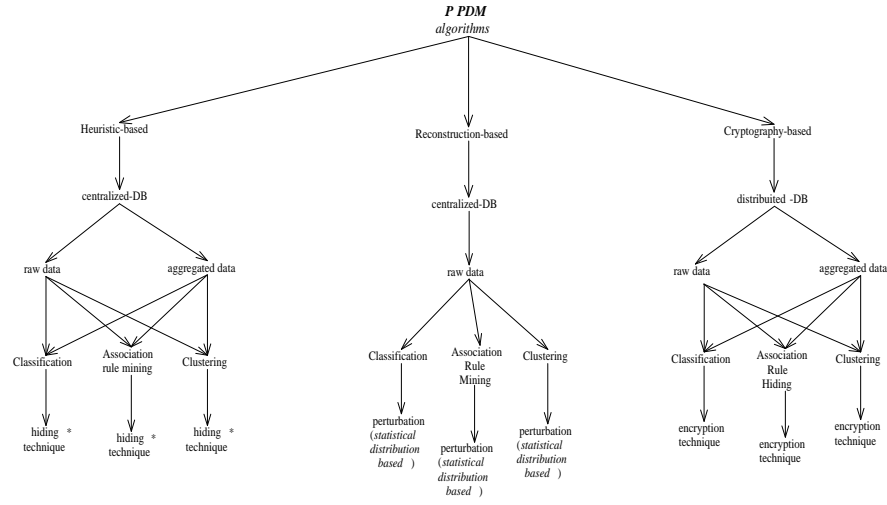 P PDM
algorithms
Heuristic-based
Reconstruction-based
Cryptography-based
centralized-DB
centralized-DB
distribuited -DB
raw data
aggregated data
raw data
raw data
aggregated data
Classification
Association
rule mining
Clustering
Classification
Association
Rule
Mining
Clustering
Classification
Association
Rule
Hiding
Clustering
hiding *
technique
hiding *
technique
hiding *
technique
perturbation
(statistical
distribution
based )
perturbation
(statistical
distribution
based )
perturbation
(statistical
distribution
based )
encryption
technique
encryption
technique
encryption
technique